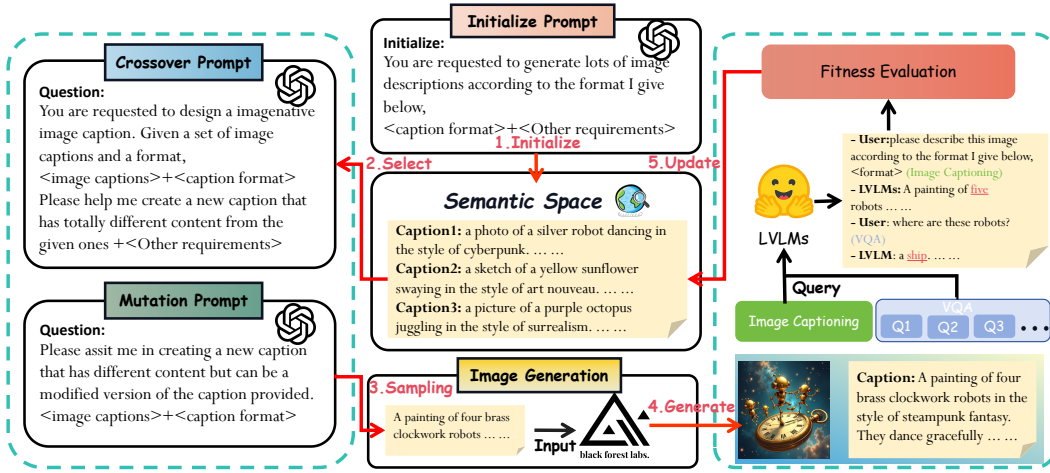 Crossover Prompt
Question:
You are requested to design a imagenative
image caption. Given a set of image
captions and a format,
<image captions>+<caption format>
Please help me create a new caption that
has totally different content from the
given ones +<Other requirements>
Mutation Prompt
Question:
Please assit me in creating a new caption
that has different content but can be a
modified version of the caption provided.
<image captions>+<caption format>
Initialize Prompt
Initialize:
You are requested to generate lots of image
descriptions according to the format I give
below,
<caption format>+<Other requirements>
1.Initialize
2.Select
5.Update
Semantic Space
Caption1: a photo of a silver robot dancing in
the style of cyberpunk. ... ...
Caption2: a sketch of a yellow sunflower
swaying in the style of art nouveau. ... ...
Caption3: a picture of a purple octopus
juggling in the style of surrealism. ... ...
Image Generation
3.Sampling
A painting of four brass
clockwork robots ... ...
Input
black forest labs.
4.Generate
Fitness Evaluation
- User:please describe this image
according to the format I give below,
<format> (Image Captioning)
- LVLMs: A painting of five
robots ... ...
- User: where are these robots?
(VQA)
- LVLM: a ship. ... ...
LVLMs
Query
Image Captioning
VQA
Q1 Q2 Q3 ...
Caption: A painting of four
brass clockwork robots in the
style of steampunk fantasy.
They dance gracefully ... ...